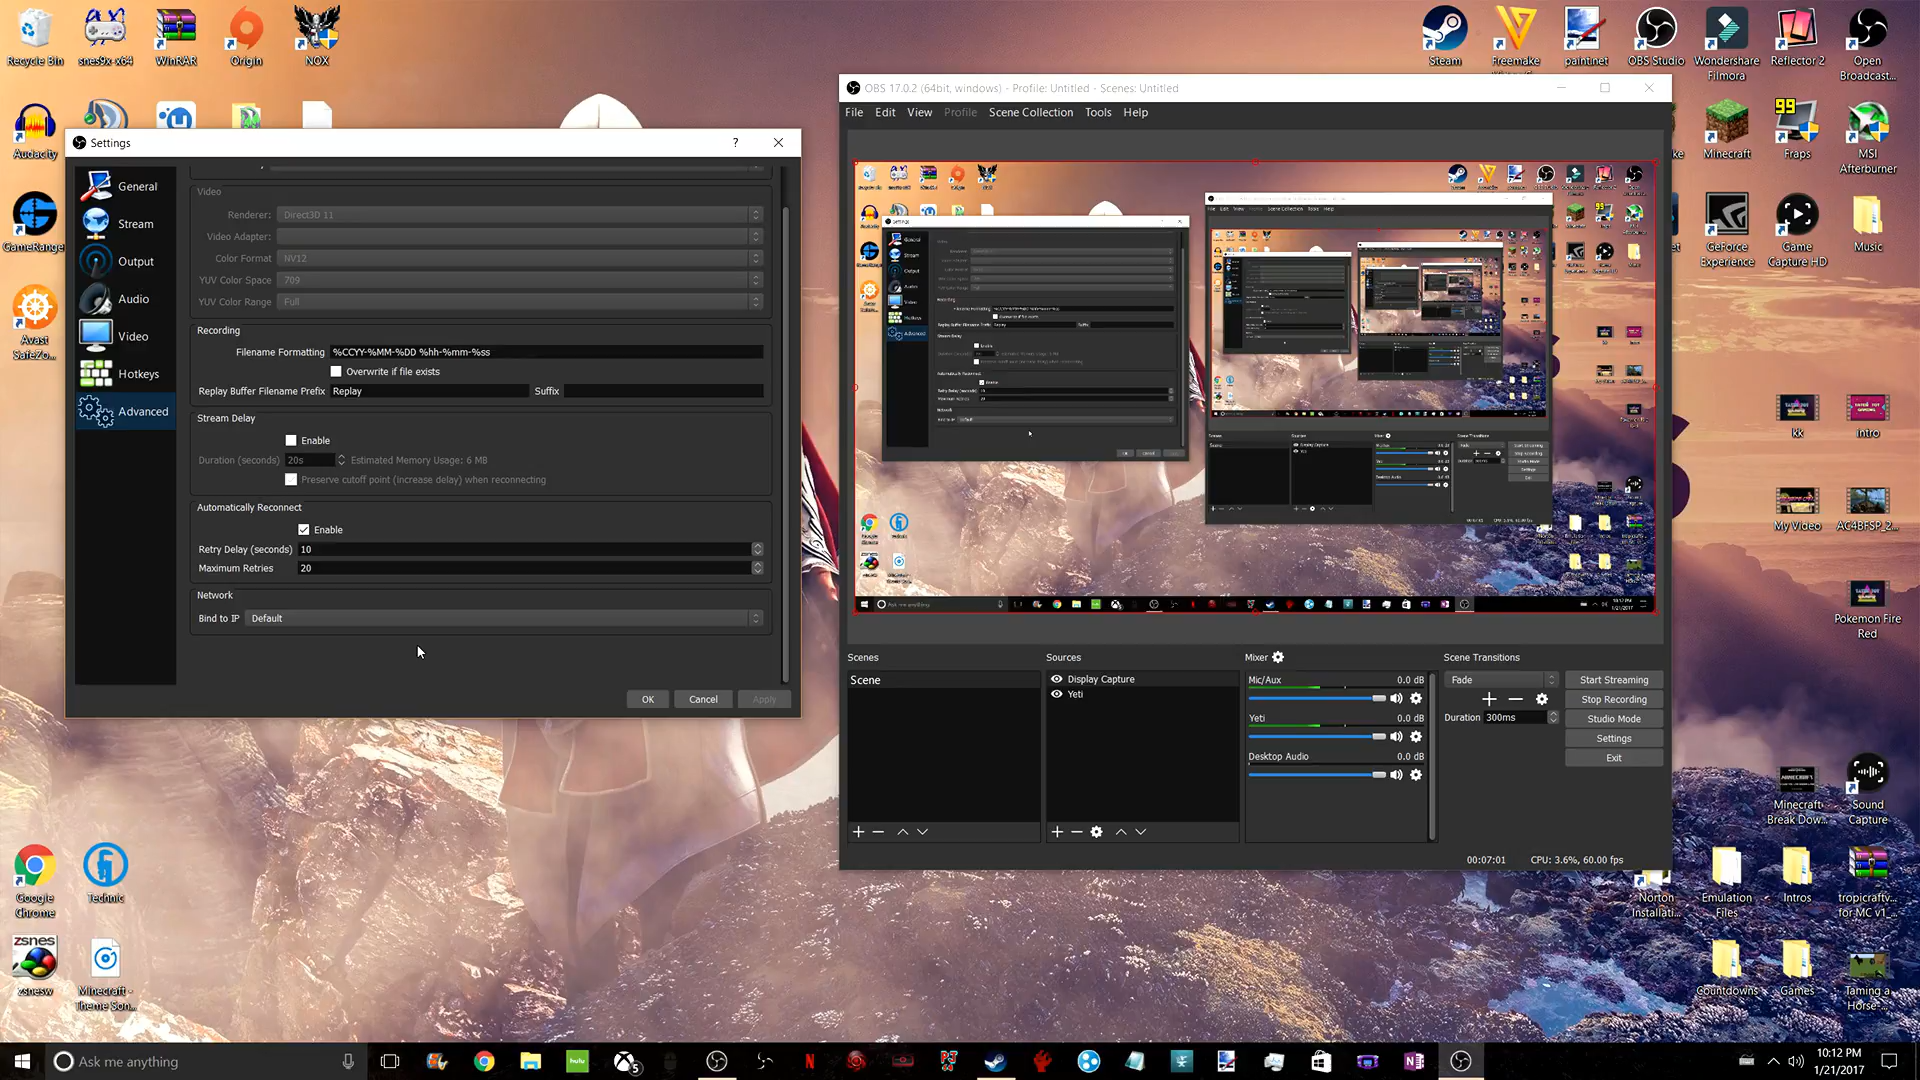 Recycle Bin
snes9x-x64
WinRAR
Origin
NOX
Steam
Freemake
paint.net
OBS Studio
Wondershare
Filmora
Reflector 2
Open
Broadcast...
Audacity
GameRange
Avast
SafeZo...
Minecraft
Fraps
MSI
Afterburner
GeForce
Experience
Game
Capture HD
Music
kk
intro
My Video
AC4BFSP_2...
Pokemon Fire
Red
Minecraft
Break Dow...
Sound
Capture
Norton
Installati...
Emulation
Files
Intros
tropicraftv...
for MC v1_...
Countdowns
Games
Taming a
Horse-...
Google
Chrome
Technic
zsnesw
Minecraft -
Theme Son...
Settings
?
General
Stream
Output
Audio
Video
Hotkeys
Advanced
Video
Renderer: Direct3D 11
Video Adapter:
Color Format NV12
YUV Color Space 709
YUV Color Range Full
Recording
Filename Formatting %CCYY-%MM-%DD %hh-%mm-%ss
Overwrite if file exists
Replay Buffer Filename Prefix Replay Suffix
Stream Delay
Enable
Duration (seconds) 20s Estimated Memory Usage: 6 MB
Preserve cutoff point (increase delay) when reconnecting
Automatically Reconnect
Enable
Retry Delay (seconds) 10
Maximum Retries 20
Network
Bind to IP Default
OK Cancel Apply
OBS 17.0.2 (64bit, windows) - Profile: Untitled - Scenes: Untitled
File Edit View Profile Scene Collection Tools Help
Scenes
Scene
Sources
Display Capture
Yeti
Mixer
Mic/Aux 0.0 dB
Yeti 0.0 dB
Desktop Audio 0.0 dB
Scene Transitions
Fade
Duration 300ms
Start Streaming
Stop Recording
Studio Mode
Settings
Exit
00:07:01 CPU: 3.6%, 60.00 fps
Ask me anything
hulu
10:12 PM
1/21/2017